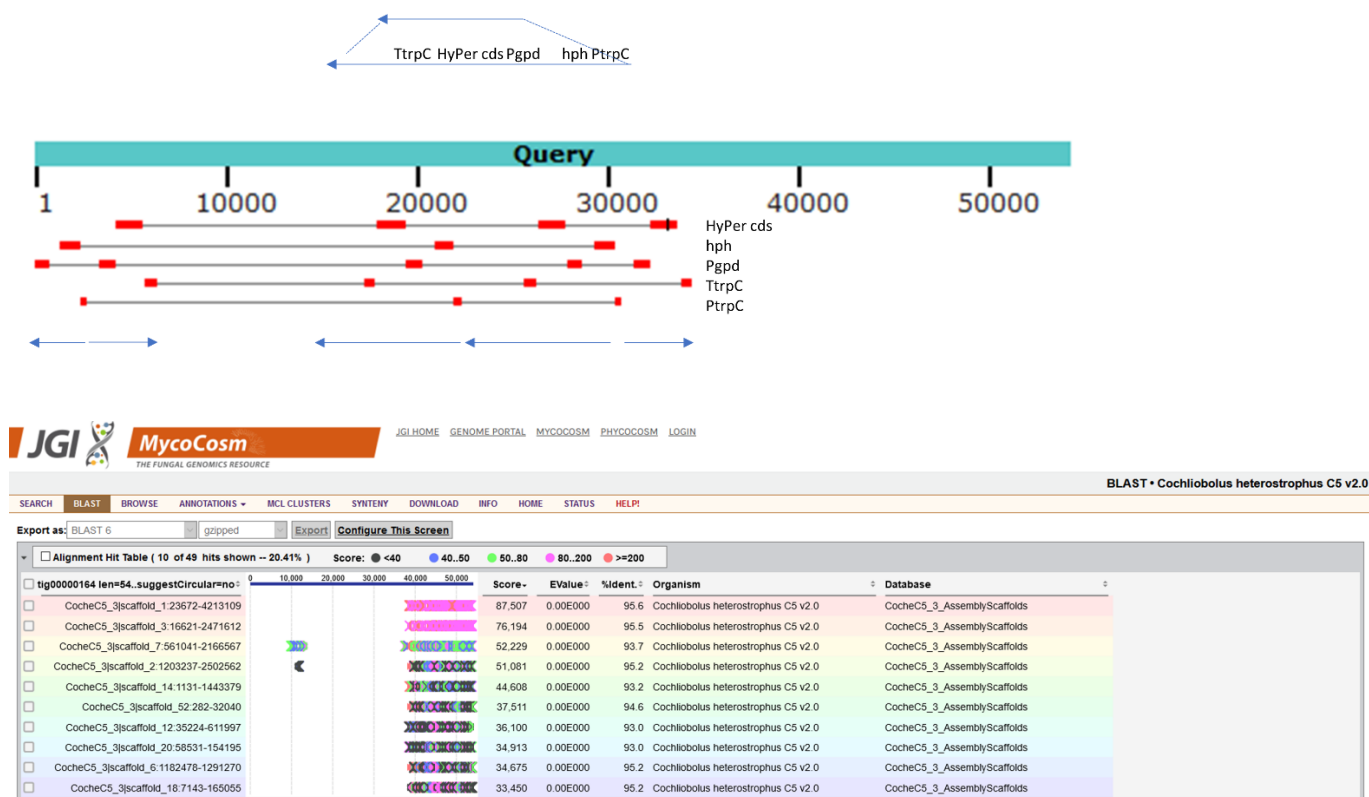 TtrpC HyPer cds Pgpd hph PtrpC
Query
1 10000 20000 30000 40000 50000
HyPer cds
hph
Pgpd
TtrpC
PtrpC
JGI MycoCosm
THE FUNGAL GENOMICS RESOURCE
JGI HOME GENOME PORTAL MYCOCOSM PHYCOCOSM LOGIN
BLAST • Cochliobolus heterostrophus C5 v2.0
SEARCH BLAST BROWSE ANNOTATIONS MCL CLUSTERS SYNTENY DOWNLOAD INFO HOME STATUS HELP!
Export as: BLAST 6 gzipped Export Configure This Screen
Alignment Hit Table ( 10 of 49 hits shown -- 20.41% ) Score: <40 40..50 50..80 80..200 >=200
tig00000164 len=54..suggestCircular=no 0 10,000 20,000 30,000 40,000 50,000 Score EValue %Ident. Organism Database
CocheC5_3|scaffold_1:23672-4213109 87,507 0.00E000 95.6 Cochliobolus heterostrophus C5 v2.0 CocheC5_3_AssemblyScaffolds
CocheC5_3|scaffold_3:16621-2471612 76,194 0.00E000 95.5 Cochliobolus heterostrophus C5 v2.0 CocheC5_3_AssemblyScaffolds
CocheC5_3|scaffold_7:561041-2166567 52,229 0.00E000 93.7 Cochliobolus heterostrophus C5 v2.0 CocheC5_3_AssemblyScaffolds
CocheC5_3|scaffold_2:1203237-2502562 51,081 0.00E000 95.2 Cochliobolus heterostrophus C5 v2.0 CocheC5_3_AssemblyScaffolds
CocheC5_3|scaffold_14:1131-1443379 44,608 0.00E000 93.2 Cochliobolus heterostrophus C5 v2.0 CocheC5_3_AssemblyScaffolds
CocheC5_3|scaffold_52:282-32040 37,511 0.00E000 94.6 Cochliobolus heterostrophus C5 v2.0 CocheC5_3_AssemblyScaffolds
CocheC5_3|scaffold_12:35224-611997 36,100 0.00E000 93.0 Cochliobolus heterostrophus C5 v2.0 CocheC5_3_AssemblyScaffolds
CocheC5_3|scaffold_20:58531-154195 34,913 0.00E000 93.0 Cochliobolus heterostrophus C5 v2.0 CocheC5_3_AssemblyScaffolds
CocheC5_3|scaffold_6:1182478-1291270 34,675 0.00E000 95.2 Cochliobolus heterostrophus C5 v2.0 CocheC5_3_AssemblyScaffolds
CocheC5_3|scaffold_18:7143-165055 33,450 0.00E000 95.2 Cochliobolus heterostrophus C5 v2.0 CocheC5_3_AssemblyScaffolds